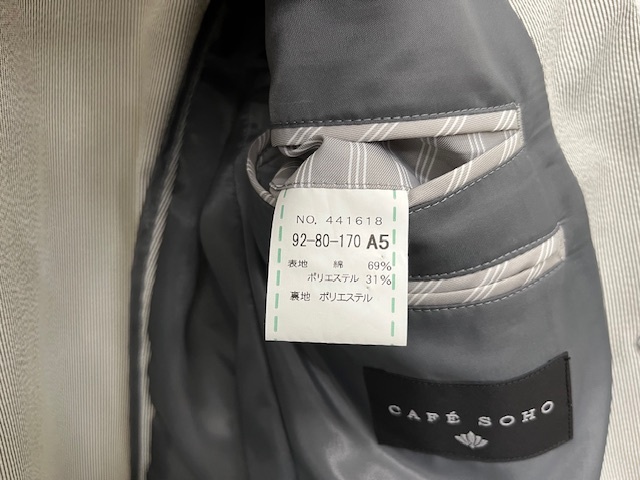 NO. 441618
92-80-170 A5
表地 綿 69%
ポリエステル 31%
裏地 ポリエステル
CAFÉ SOHO